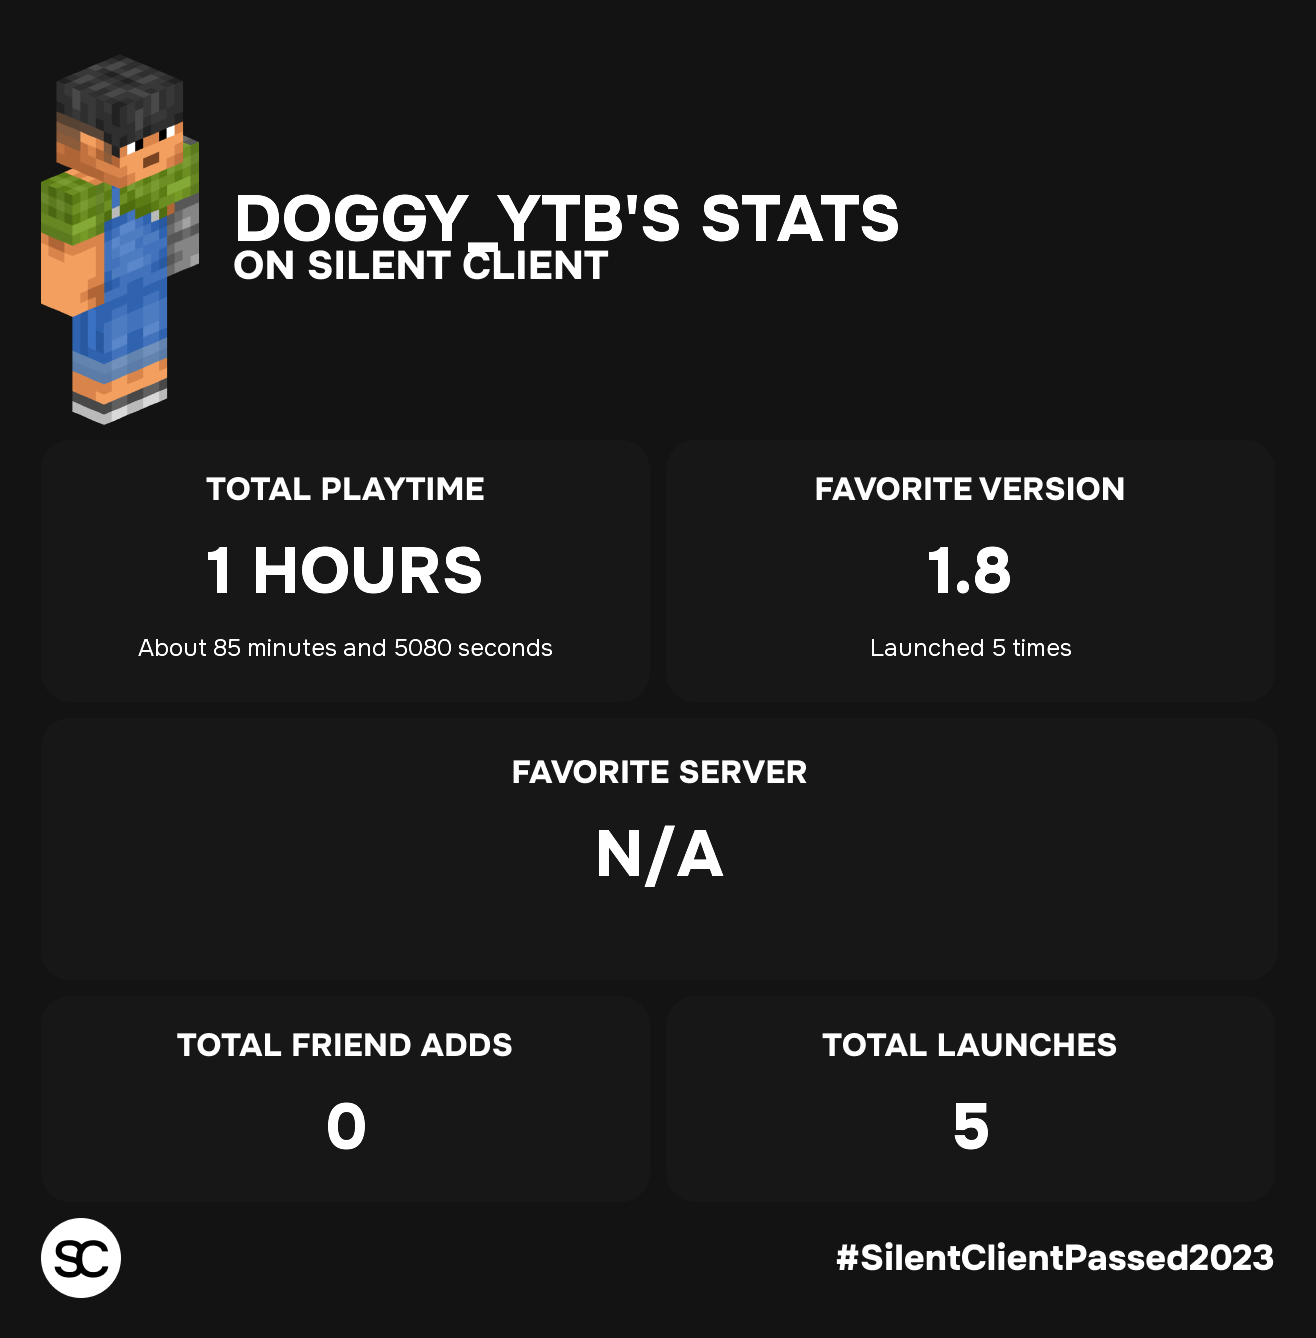 DOGGY_YTB'S STATS
ON SILENT CLIENT
TOTAL PLAYTIME
1 HOURS
About 85 minutes and 5080 seconds
FAVORITE VERSION
1.8
Launched 5 times
FAVORITE SERVER
N/A
TOTAL FRIEND ADDS
0
TOTAL LAUNCHES
5
SC
#SilentClientPassed2023